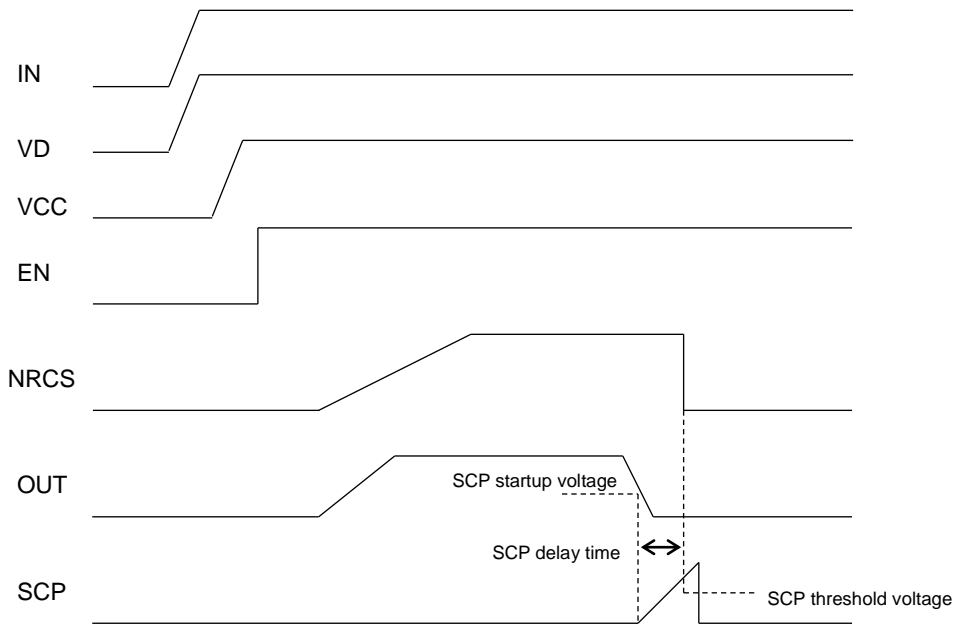 IN
VD
VCC
EN
NRCS
OUT
SCP startup voltage
SCP delay time
SCP
SCP threshold voltage